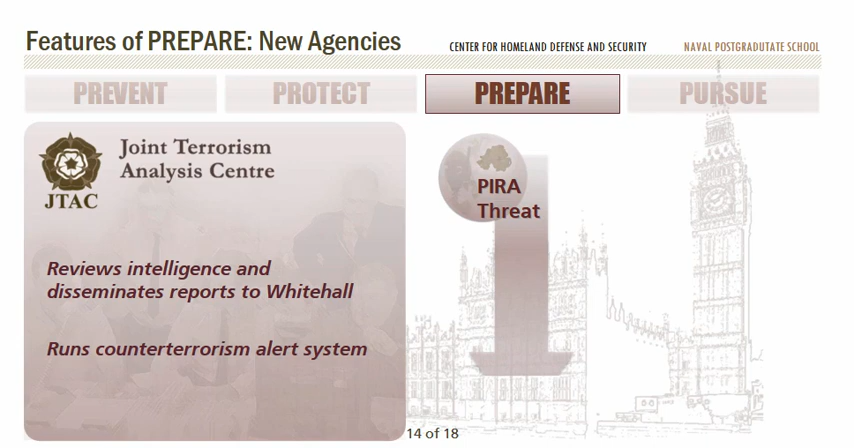 Features of PREPARE: New Agencies
CENTER FOR HOMELAND DEFENSE AND SECURITY
NAVAL POSTGRADUTATE SCHOOL
PREVENT
PROTECT
PREPARE
PURSUE
JTAC
Joint Terrorism
Analysis Centre
Reviews intelligence and
disseminates reports to Whitehall
Runs counterterrorism alert system
PIRA
Threat
14 of 18